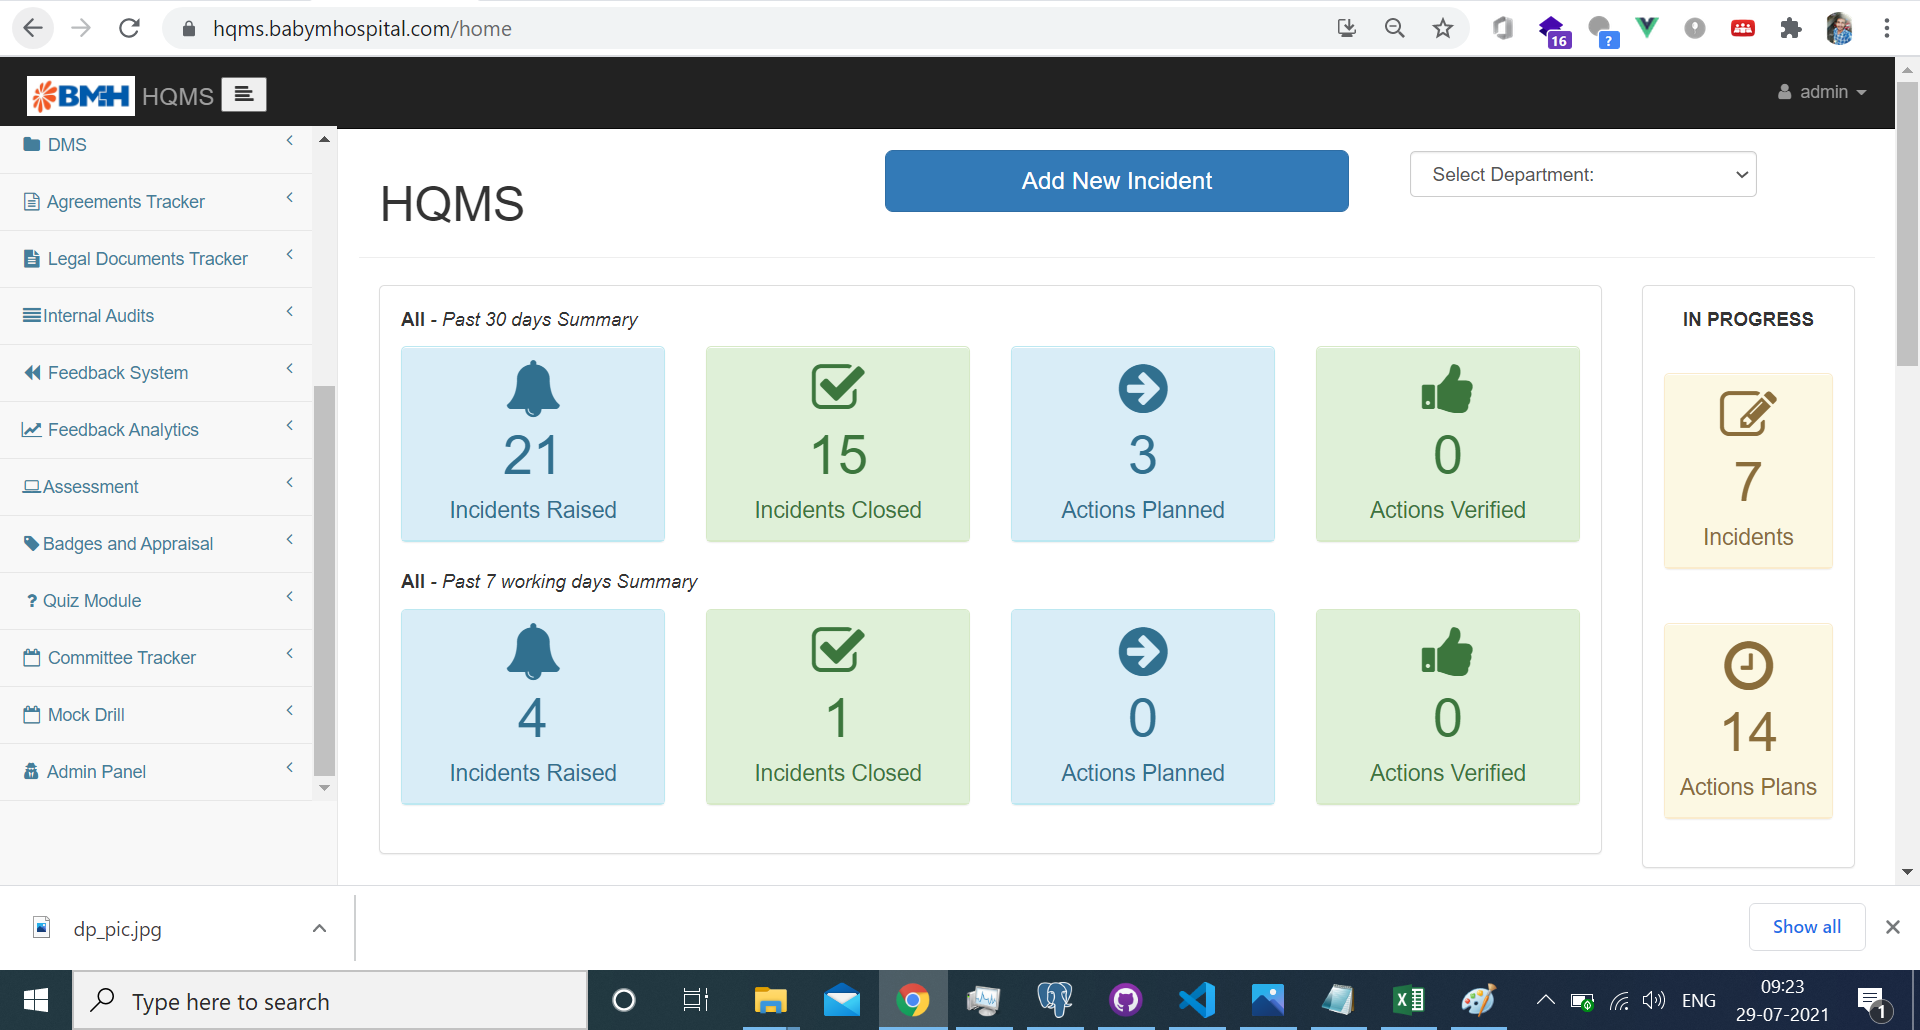 hqms.babymhospital.com/home
16
?
BMH HQMS
admin
DMS
Agreements Tracker
Legal Documents Tracker
Internal Audits
Feedback System
Feedback Analytics
Assessment
Badges and Appraisal
? Quiz Module
Committee Tracker
Mock Drill
Admin Panel
HQMS
Add New Incident
Select Department:
All - Past 30 days Summary
21
Incidents Raised
15
Incidents Closed
3
Actions Planned
0
Actions Verified
All - Past 7 working days Summary
4
Incidents Raised
1
Incidents Closed
0
Actions Planned
0
Actions Verified
IN PROGRESS
7
Incidents
14
Actions Plans
dp_pic.jpg
Show all
Type here to search
ENG
09:23
29-07-2021
1